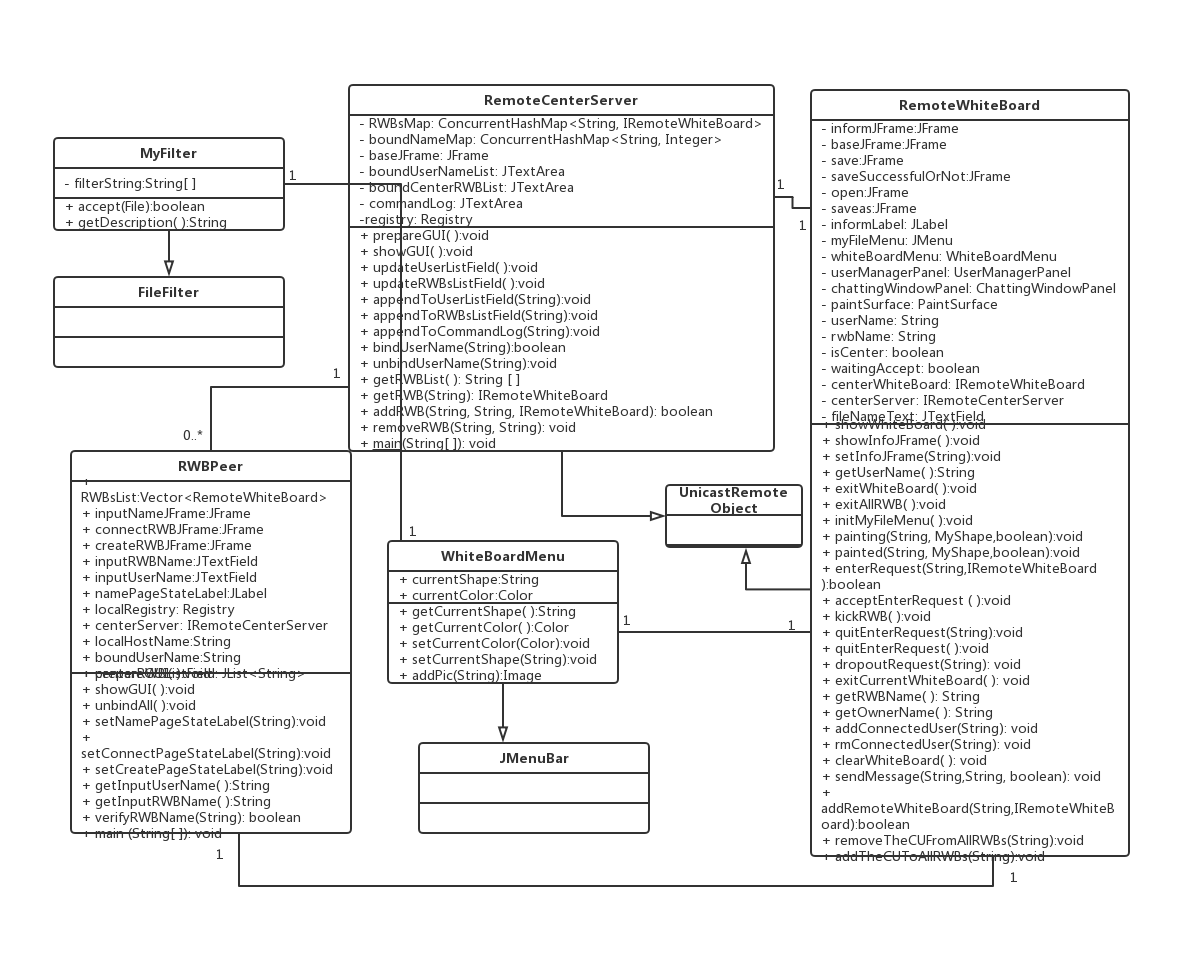 RemoteCenterServer
- RWBsMap: ConcurrentHashMap<String, IRemoteWhiteBoard>
- boundNameMap: ConcurrentHashMap<String, Integer>
- baseJFrame: JFrame
- boundUserNameList: JTextArea
- boundCenterRWBList: JTextArea
- commandLog: JTextArea
-registry: Registry
+ prepareGUI( ):void
+ showGUI( ):void
+ updateUserListField( ):void
+ updateRWBsListField( ):void
+ appendToUserListField(String):void
+ appendToRWBsListField(String):void
+ appendToCommandLog(String):void
+ bindUserName(String):boolean
+ unbindUserName(String):void
+ getRWBList( ): String [ ]
+ getRWB(String): IRemoteWhiteBoard
+ addRWB(String, String, IRemoteWhiteBoard): boolean
+ removeRWB(String, String): void
+ main(String[ ]): void
RemoteWhiteBoard
- informJFrame:JFrame
- baseJFrame:JFrame
- save:JFrame
- saveSuccessfulOrNot:JFrame
- open:JFrame
- saveas:JFrame
- informLabel: JLabel
- myFileMenu: JMenu
- whiteBoardMenu: WhiteBoardMenu
- userManagerPanel: UserManagerPanel
- chattingWindowPanel: ChattingWindowPanel
- paintSurface: PaintSurface
- userName: String
- rwbName: String
- isCenter: boolean
- waitingAccept: boolean
- centerWhiteBoard: IRemoteWhiteBoard
- centerServer: IRemoteCenterServer
- fileNameText: JTextField
+ showWhiteBoard( ):void
+ showInfoJFrame( ):void
+ setInfoJFrame(String):void
+ getUserName( ):String
+ exitWhiteBoard( ):void
+ exitAllRWB( ):void
+ initMyFileMenu( ):void
+ painting(String, MyShape,boolean):void
+ painted(String, MyShape,boolean):void
+ enterRequest(String,IRemoteWhiteBoard
):boolean
+ acceptEnterRequest ( ):void
+ kickRWB( ):void
+ quitEnterRequest(String):void
+ quitEnterRequest( ):void
+ dropoutRequest(String): void
+ exitCurrentWhiteBoard( ): void
+ getRWBName( ): String
+ getOwnerName( ): String
+ addConnectedUser(String): void
+ rmConnectedUser(String): void
+ clearWhiteBoard( ): void
+ sendMessage(String,String, boolean): void
+
addRemoteWhiteBoard(String,IRemoteWhiteB
oard):boolean
+ removeTheCUFromAllRWBs(String):void
+ addTheCUToAllRWBs(String):void
MyFilter
- filterString:String[ ]
+ accept(File):boolean
+ getDescription( ):String
FileFilter
1
1
1
1
0..*
RWBPeer
+
RWBsList:Vector<RemoteWhiteBoard>
+ inputNameJFrame:JFrame
+ connectRWBJFrame:JFrame
+ createRWBJFrame:JFrame
+ inputRWBName:JTextField
+ inputUserName:JTextField
+ namePageStateLabel:JLabel
+ localRegistry: Registry
+ centerServer: IRemoteCenterServer
+ localHostName:String
+ boundUserName:String
JList<String>
+ showGUI( ):void
+ unbindAll( ):void
+ setNamePageStateLabel(String):void
+
setConnectPageStateLabel(String):void
+ setCreatePageStateLabel(String):void
+ getInputUserName( ):String
+ getInputRWBName( ):String
+ verifyRWBName(String): boolean
+ main (String[ ]): void
UnicastRemote
Object
1
WhiteBoardMenu
+ currentShape:String
+ currentColor:Color
+ getCurrentShape( ):String
+ getCurrentColor( ):Color
+ setCurrentColor(Color):void
+ setCurrentShape(String):void
+ addPic(String):Image
1
1
JMenuBar
1
1